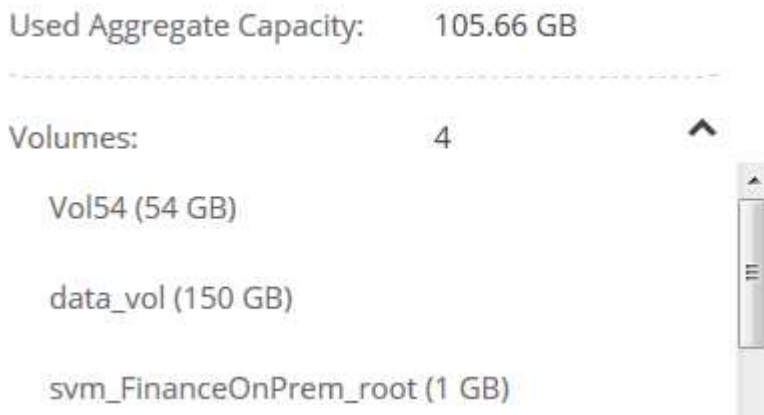 Used Aggregate Capacity: 105.66 GB
Volumes: 4
Vol54 (54 GB)
data_vol (150 GB)
svm_FinanceOnPrem_root (1 GB)